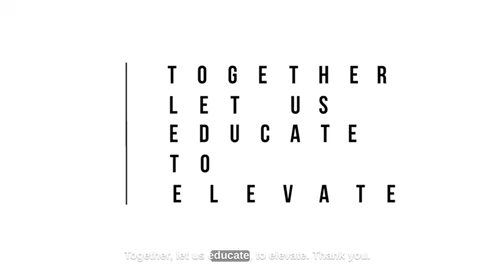 TOGETHER
LET US
EDUCATE
TO
ELEVATE
Together, let us educate, to elevate. Thank you.